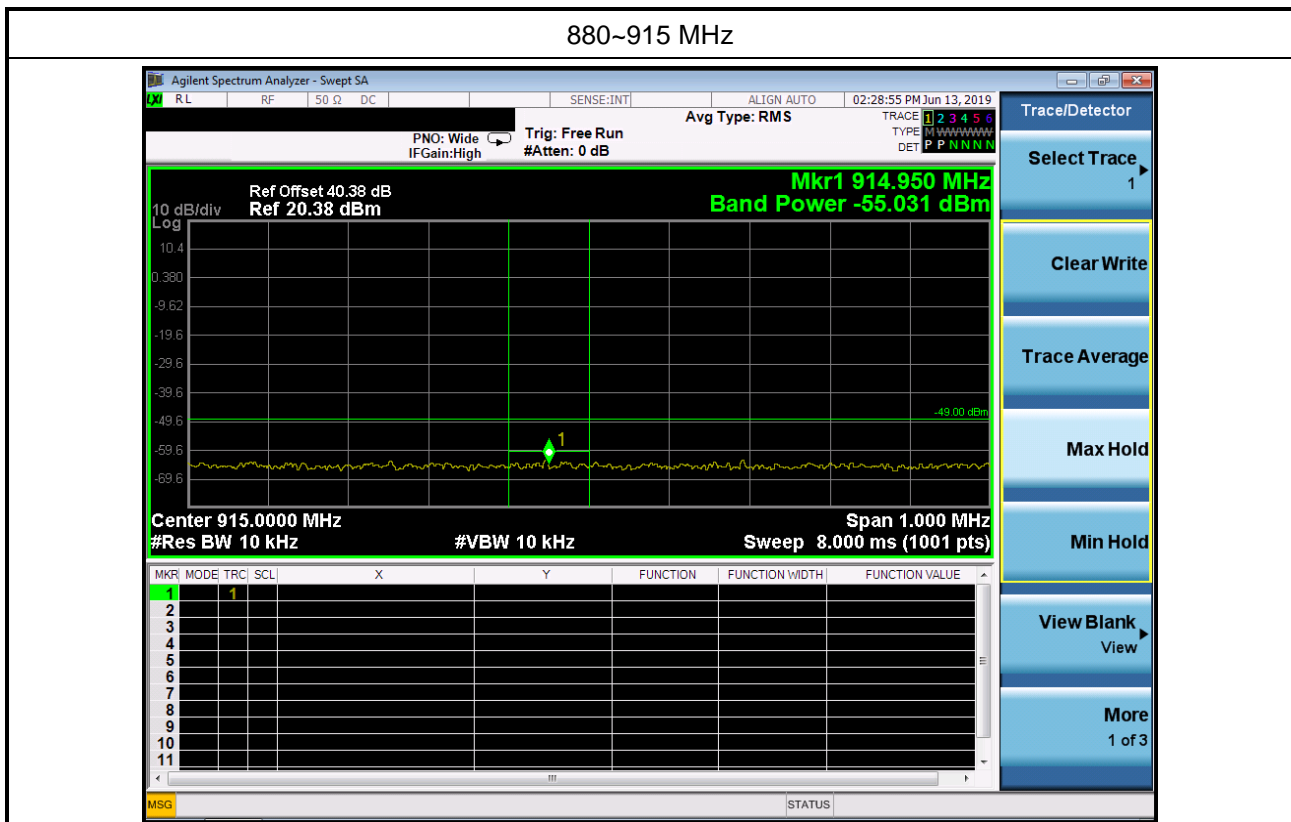 880~915 MHz
Agilent Spectrum Analyzer - Swept SA
LXI RL RF 50 Ω DC SENSE:INT ALIGN AUTO 02:28:55 PM Jun 13, 2019
Avg Type: RMS
TRACE 1 2 3 4 5 6
PNO: Wide Trig: Free Run
TYPE M WWWWW
IFGain:High #Atten: 0 dB
DET P P N N N N
Mkr1 914.950 MHz
Ref Offset 40.38 dB
10 dB/div Ref 20.38 dBm
Band Power -55.031 dBm
Log
10.4
0.380
-9.62
-19.6
-29.6
-39.6
-49.00 dBm
-49.6
1
-59.6
-69.6
Center 915.0000 MHz Span 1.000 MHz
#Res BW 10 kHz #VBW 10 kHz Sweep 8.000 ms (1001 pts)
MKR MODE TRC SCL X Y FUNCTION FUNCTION WIDTH FUNCTION VALUE
1 1
2
3
4
5
6
7
8
9
10
11
MSG STATUS
Trace/Detector
Select Trace
1
Clear Write
Trace Average
Max Hold
Min Hold
View Blank
View
More
1 of 3